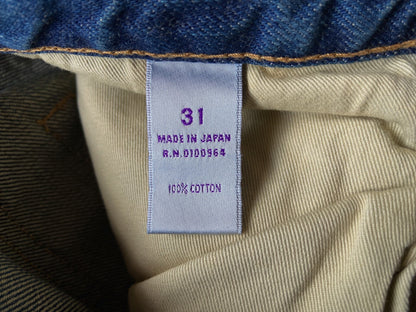 31
MADE IN JAPAN
R.N.0100964
100% COTTON